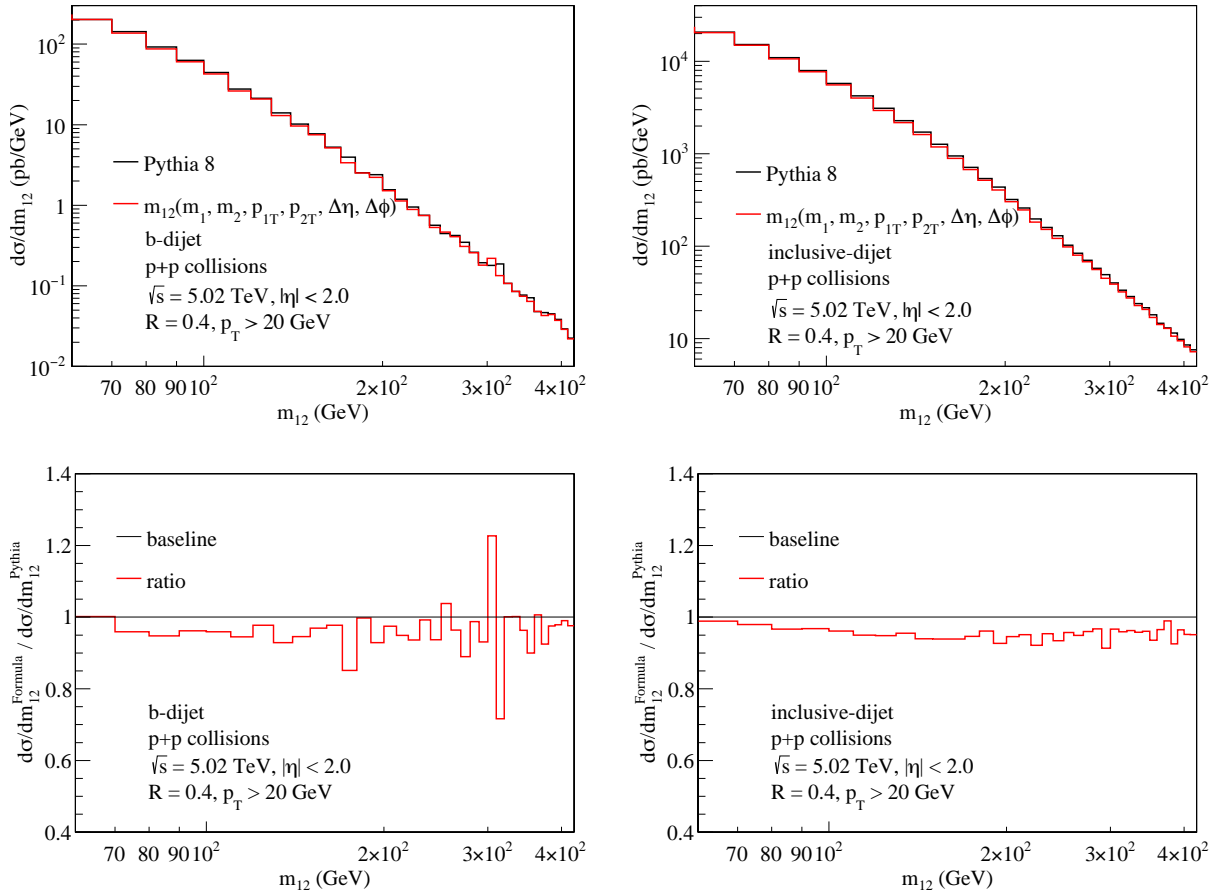 10²
10
1
10⁻¹
10⁻²
dσ/dm₁₂ (pb/GeV)
Pythia 8
m₁₂(m₁, m₂, p₁T, p₂T, Δη, Δϕ)
b-dijet
p+p collisions
√s = 5.02 TeV, |η| < 2.0
R = 0.4, pT > 20 GeV
70 80 90 10² 2×10² 3×10² 4×10²
m₁₂ (GeV)
10⁴
10³
10²
10
dσ/dm₁₂ (pb/GeV)
Pythia 8
m₁₂(m₁, m₂, p₁T, p₂T, Δη, Δϕ)
inclusive-dijet
p+p collisions
√s = 5.02 TeV, |η| < 2.0
R = 0.4, pT > 20 GeV
70 80 90 10² 2×10² 3×10² 4×10²
m₁₂ (GeV)
1.4
1.2
1
0.8
0.6
0.4
dσ/dm₁₂^Formula / dσ/dm₁₂^Pythia
baseline
ratio
b-dijet
p+p collisions
√s = 5.02 TeV, |η| < 2.0
R = 0.4, pT > 20 GeV
70 80 90 10² 2×10² 3×10² 4×10²
m₁₂ (GeV)
1.4
1.2
1
0.8
0.6
0.4
dσ/dm₁₂^Formula / dσ/dm₁₂^Pythia
baseline
ratio
inclusive-dijet
p+p collisions
√s = 5.02 TeV, |η| < 2.0
R = 0.4, pT > 20 GeV
70 80 90 10² 2×10² 3×10² 4×10²
m₁₂ (GeV)